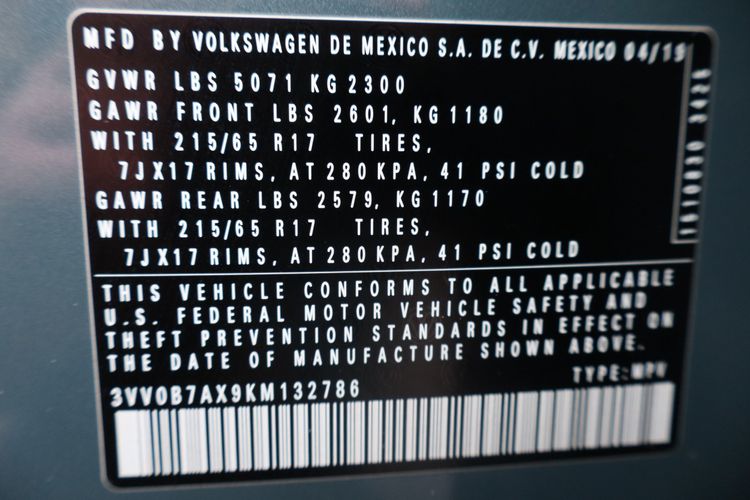 MFD BY VOLKSWAGEN DE MEXICO S.A. DE C.V. MEXICO 04/19
GVWR LBS 5071 KG 2300
GAWR FRONT LBS 2601, KG 1180
WITH 215/65 R17 TIRES,
7JX17 RIMS, AT 280 KPA, 41 PSI COLD
GAWR REAR LBS 2579, KG 1170
WITH 215/65 R17 TIRES,
7JX17 RIMS, AT 280 KPA, 41 PSI COLD
THIS VEHICLE CONFORMS TO ALL APPLICABLE
U.S. FEDERAL MOTOR VEHICLE SAFETY AND
THEFT PREVENTION STANDARDS IN EFFECT ON
THE DATE OF MANUFACTURE SHOWN ABOVE.
TYPE: MPV
3VV0B7AX9KM132786